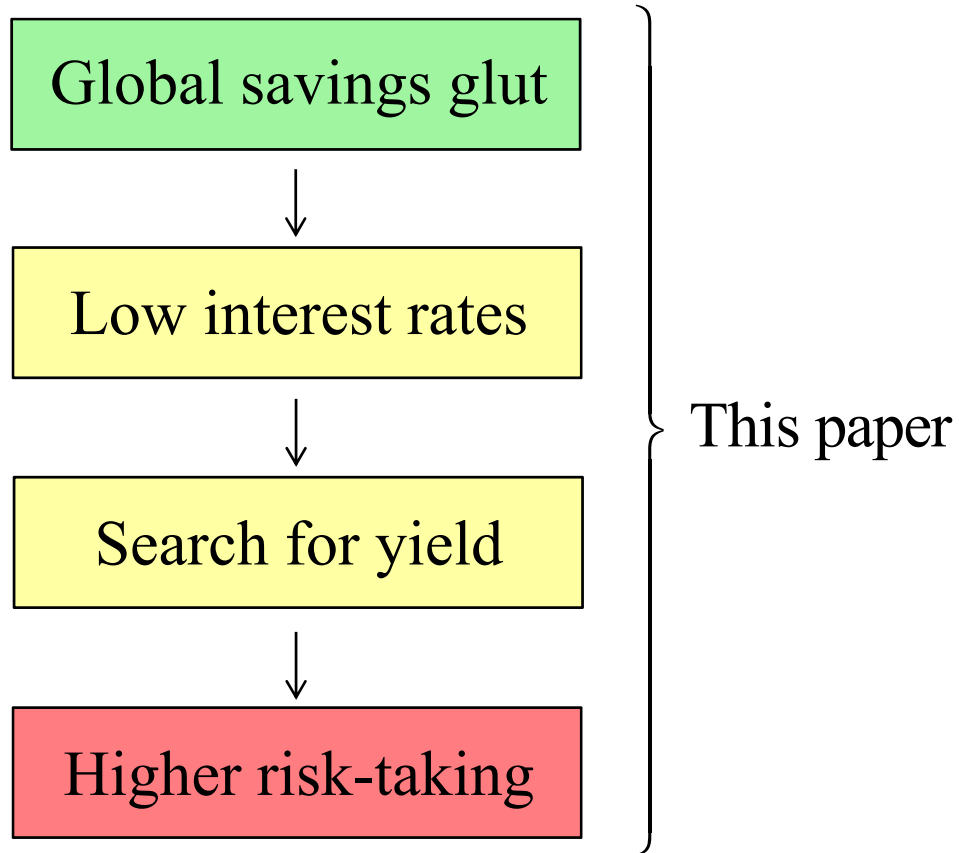 Global savings glut
Low interest rates
Search for yield
Higher risk-taking
This paper